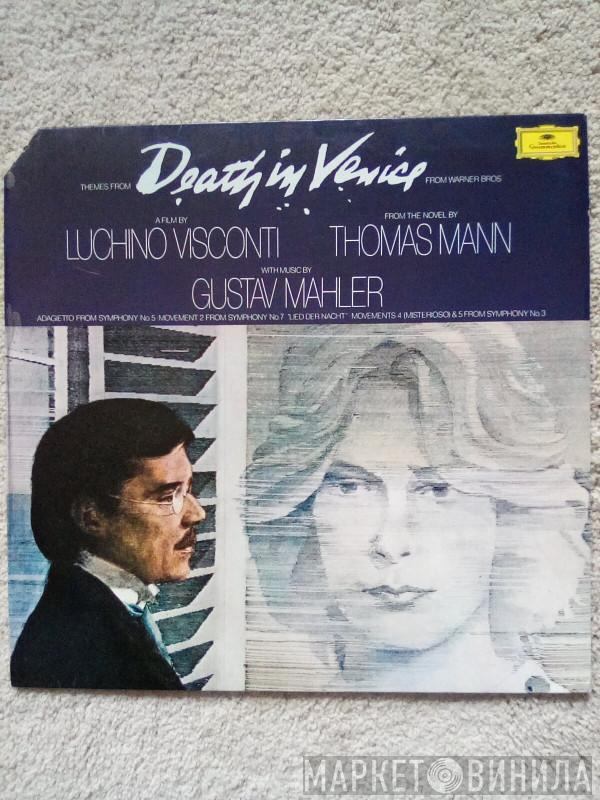 Deutsche
Grammophon
THEMES FROM Death in Venice FROM WARNER BROS
A FILM BY
LUCHINO VISCONTI
FROM THE NOVEL BY
THOMAS MANN
WITH MUSIC BY
GUSTAV MAHLER
ADAGIETTO FROM SYMPHONY No 5 · MOVEMENT 2 FROM SYMPHONY No 7 "LIED DER NACHT" MOVEMENTS 4 (MISTERIOSO) & 5 FROM SYMPHONY No 3
МАРКЕТ ВИНИЛА